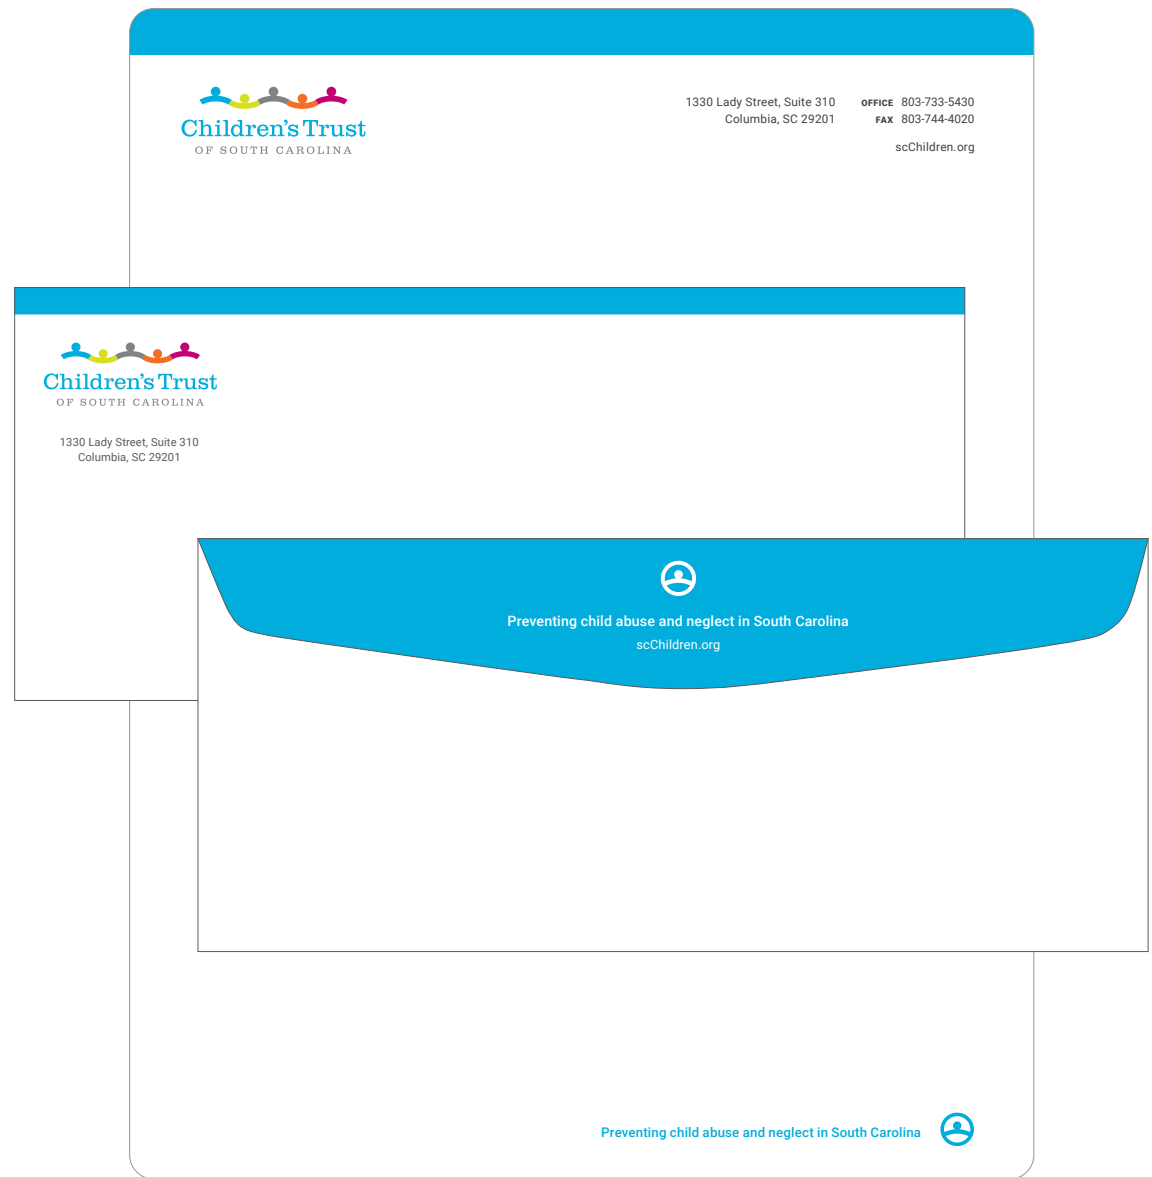 Children's Trust
OF SOUTH CAROLINA
1330 Lady Street, Suite 310
Columbia, SC 29201
OFFICE 803-733-5430
FAX 803-744-4020
scChildren.org
Children's Trust
OF SOUTH CAROLINA
1330 Lady Street, Suite 310
Columbia, SC 29201
Preventing child abuse and neglect in South Carolina
scChildren.org
Preventing child abuse and neglect in South Carolina